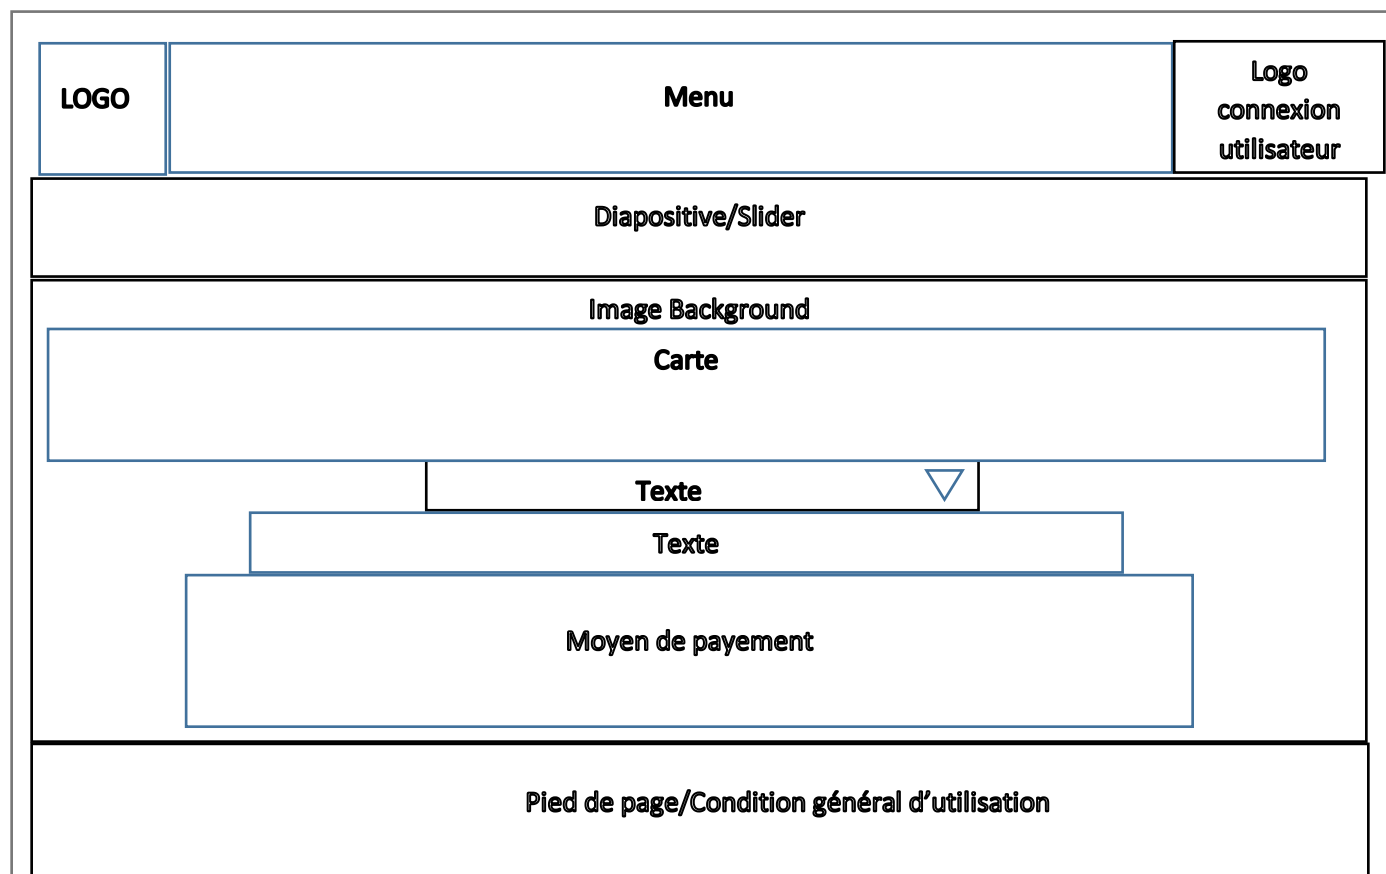 LOGO
Menu
Logo
connexion
utilisateur
Diapositive/Slider
Image Background
Carte
Texte
Texte
Moyen de payement
Pied de page/Condition général d’utilisation